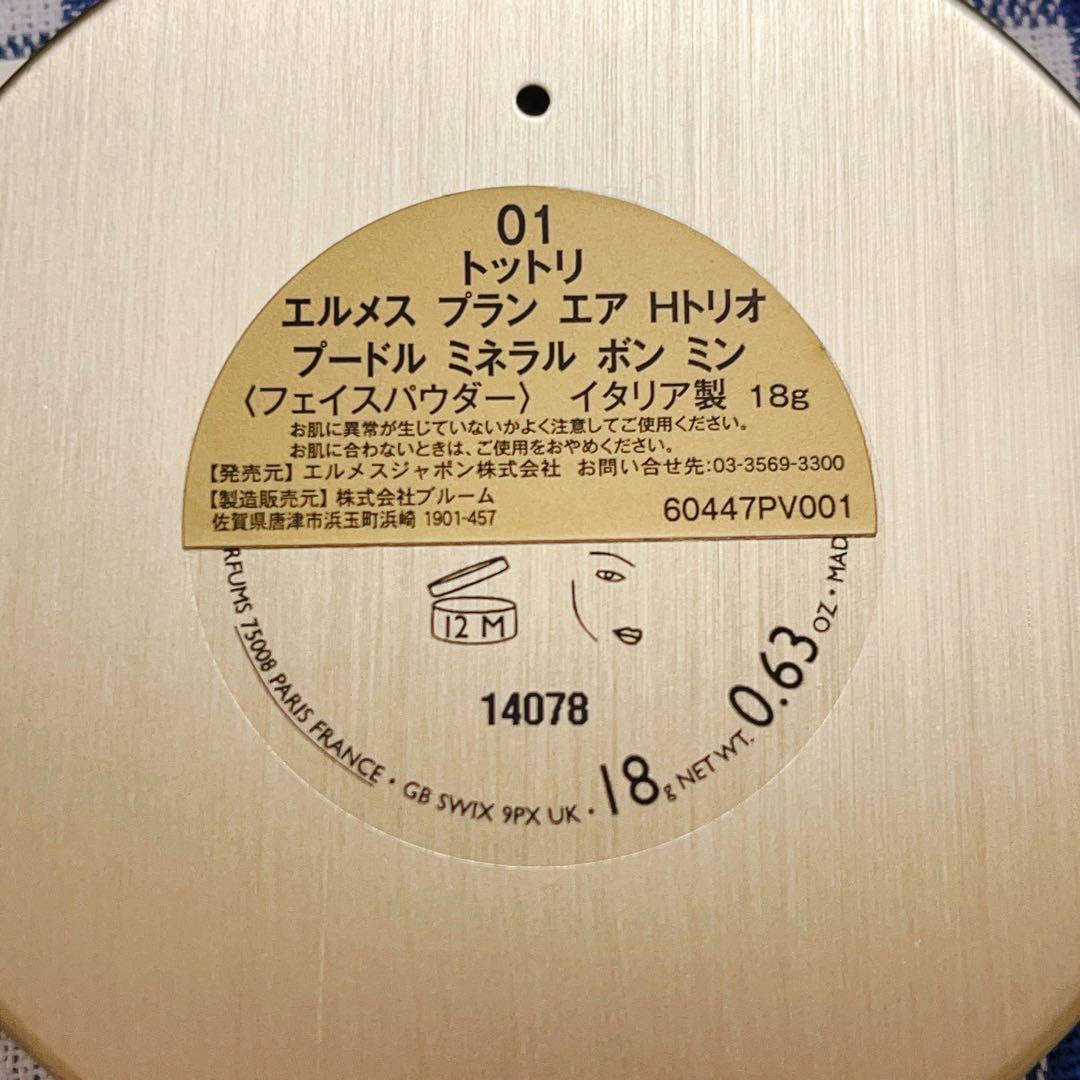 01
トットリ
エルメス プラン エア Hトリオ
プードル ミネラル ボン ミン
〈フェイスパウダー〉 イタリア製 18g
お肌に異常が生じていないかよく注意してご使用ください。
お肌に合わないときは、ご使用をおやめください。
【発売元】エルメスジャポン株式会社 お問い合せ先:03-3569-3300
【製造販売元】株式会社ブルーム
佐賀県唐津市浜玉町浜崎 1901-457
60447PV001
12 M
14078
RFUMS 75008 PARIS FRANCE • GB SW1X 9PX UK • 18g NET WT. 0.63 OZ • MAD